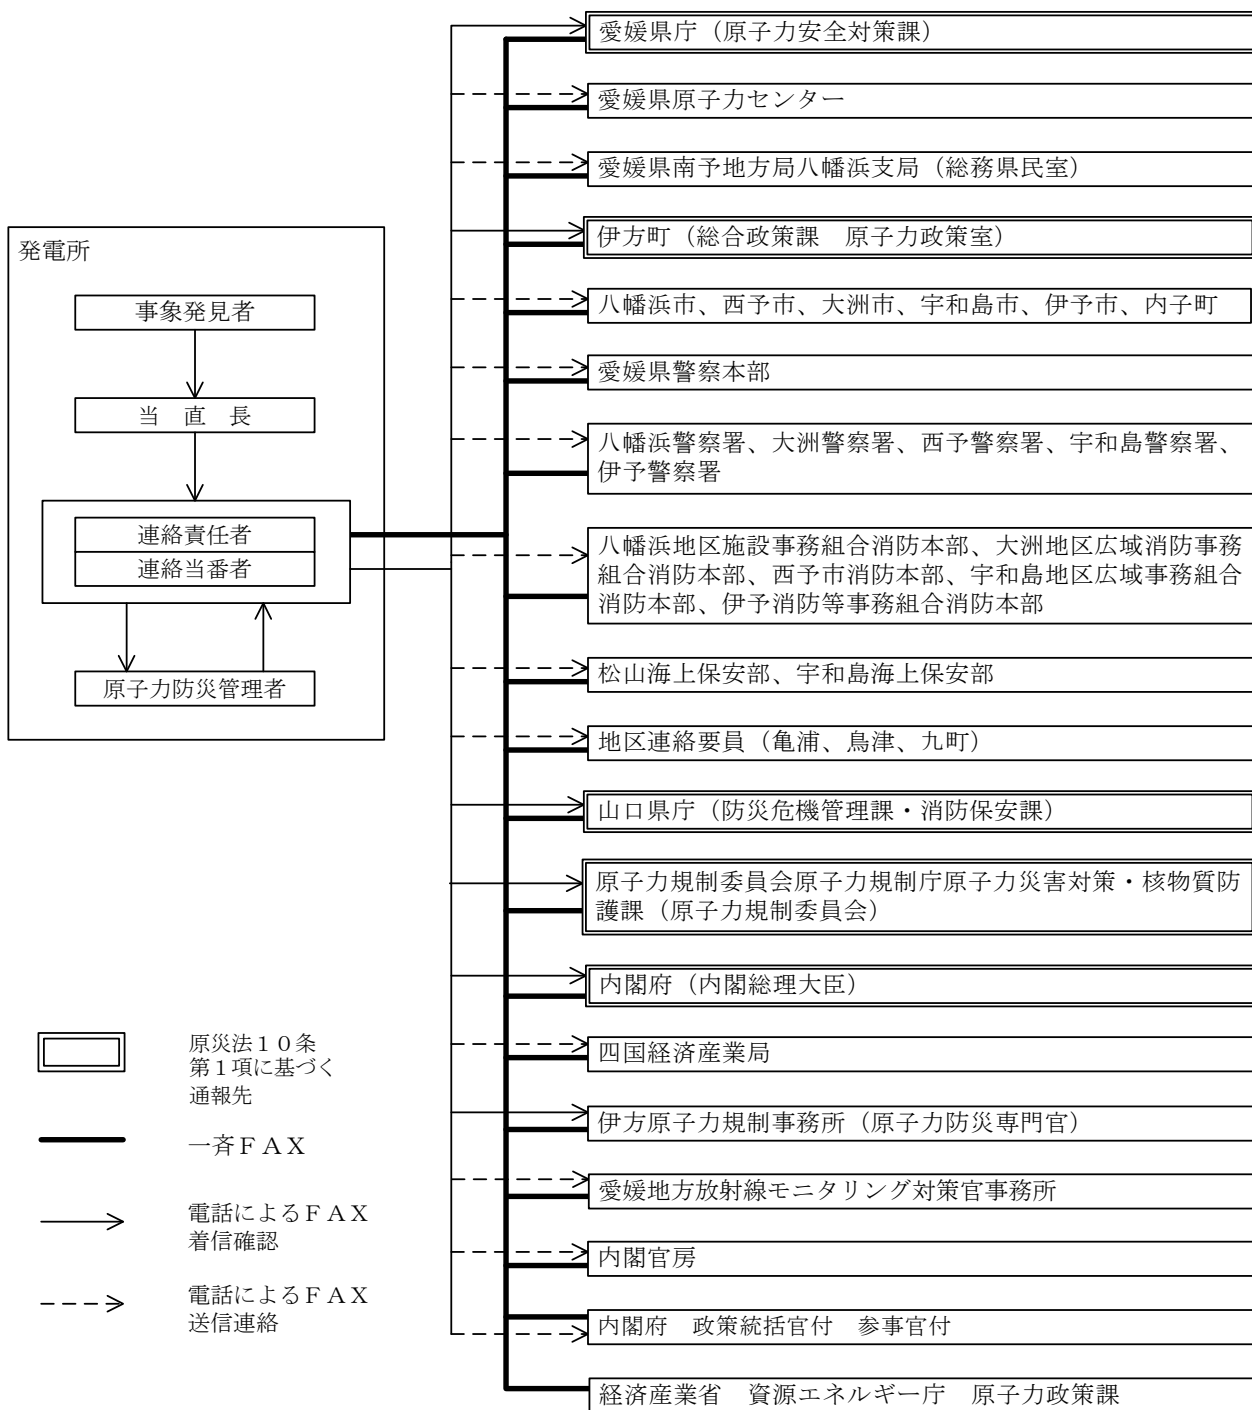 愛媛県庁（原子力安全対策課）
愛媛県原子力センター
愛媛県南予地方局八幡浜支局（総務県民室）
伊方町（総合政策課　原子力政策室）
八幡浜市、西予市、大洲市、宇和島市、伊予市、内子町
愛媛県警察本部
八幡浜警察署、大洲警察署、西予警察署、宇和島警察署、
伊予警察署
八幡浜地区施設事務組合消防本部、大洲地区広域消防事務
組合消防本部、西予市消防本部、宇和島地区広域事務組合
消防本部、伊予消防等事務組合消防本部
松山海上保安部、宇和島海上保安部
地区連絡要員（亀浦、鳥津、九町）
山口県庁（防災危機管理課・消防保安課）
原子力規制委員会原子力規制庁原子力災害対策・核物質防
護課（原子力規制委員会）
内閣府（内閣総理大臣）
四国経済産業局
伊方原子力規制事務所（原子力防災専門官）
愛媛地方放射線モニタリング対策官事務所
内閣官房
内閣府　政策統括官付　参事官付
経済産業省　資源エネルギー庁　原子力政策課
発電所
事象発見者
当　直　長
連絡責任者
連絡当番者
原子力防災管理者
原災法１０条
第１項に基づく
通報先
一斉ＦＡＸ
電話によるＦＡＸ
着信確認
電話によるＦＡＸ
送信連絡